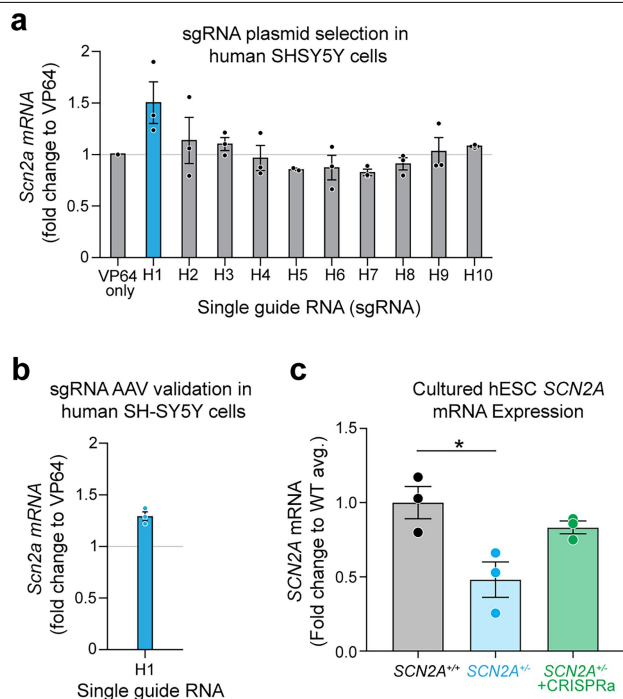 a
sgRNA plasmid selection in
human SHSY5Y cells
Scn2a mRNA
(fold change to VP64)
2
1.5
1
0.5
0
VP64
only
H1
H2
H3
H4
H5
H6
H7
H8
H9
H10
Single guide RNA (sgRNA)
b
sgRNA AAV validation in
human SH-SY5Y cells
Scn2a mRNA
(fold change to VP64)
2
1.5
1
0.5
0
H1
Single guide RNA
c
Cultured hESC SCN2A
mRNA Expression
SCN2A mRNA
(Fold change to WT avg.)
1.5
1.0
0.5
0.0
*
SCN2A+/+
SCN2A+/-
SCN2A+/-
+CRISPRa